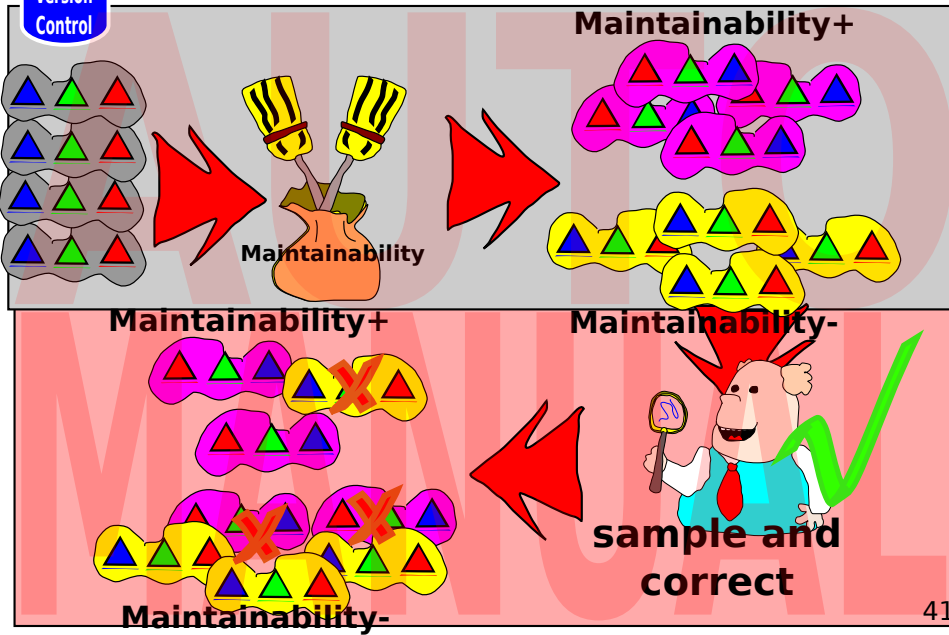 Version
Control
AUTO
Maintainability+
Maintainability
Maintainability+
Maintainability-
MANUAL
sample and
correct
Maintainability-
41